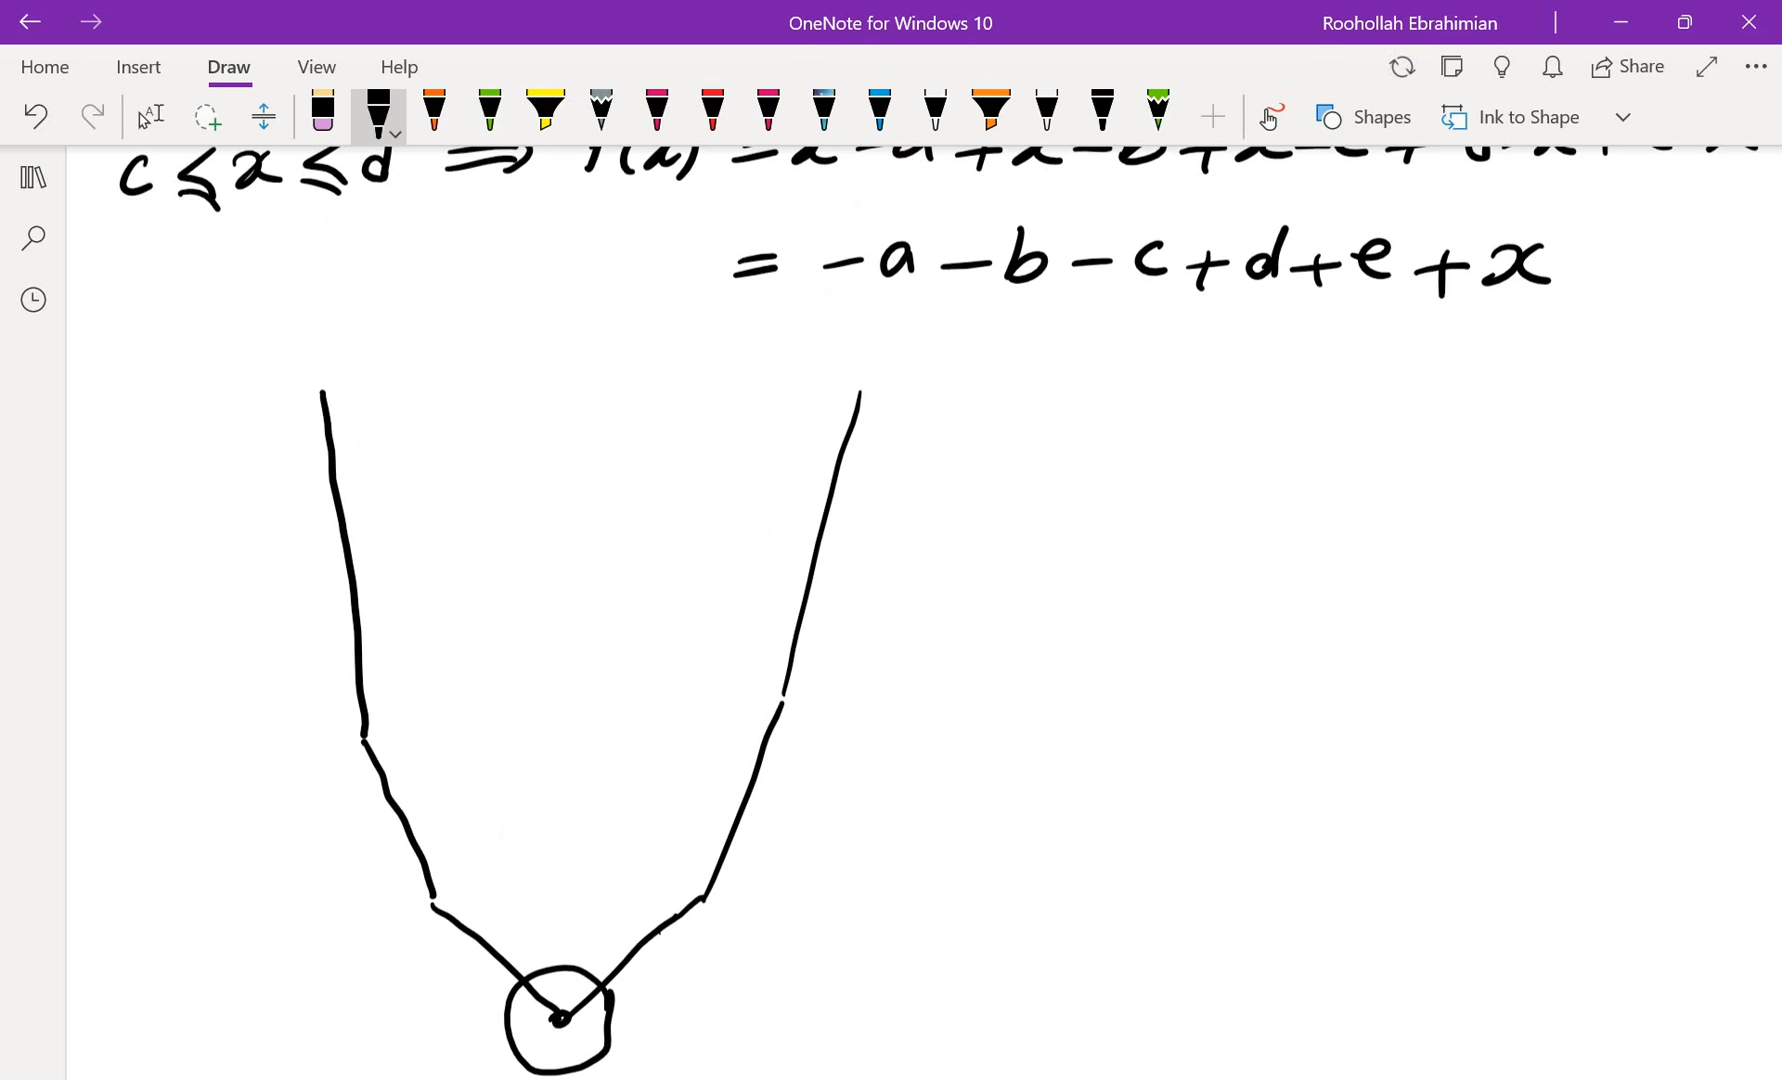 OneNote for Windows 10
Roohollah Ebrahimian
Home Insert Draw View Help
Share
Shapes
Ink to Shape
c ≤ x ≤ d ⟹ f(x) = x - a + x - b + x - c + d - x + e - x
= -a - b - c + d + e + x